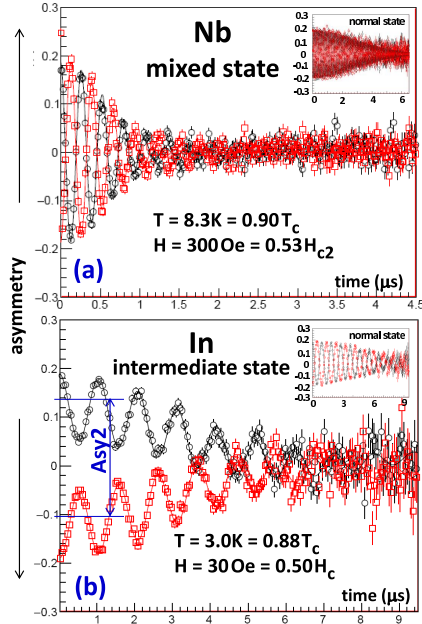 0.3
0.2
0.1
0
−0.1
−0.2
−0.3
Nb
mixed state
normal state
0.3
0.2
0.1
0
-0.1
-0.2
-0.3
0 2 4 6
T = 8.3K = 0.90Tc
H = 300Oe = 0.53Hc2
(a)
time (μs)
0 0.5 1 1.5 2 2.5 3 3.5 4 4.5
asymmetry
0.3
0.2
0.1
0
−0.1
−0.2
−0.3
In
intermediate state
normal state
0.3
0.2
0.1
0
-0.1
-0.2
-0.3
0 3 6 9
Asy2
T = 3.0K = 0.88Tc
H = 30Oe = 0.50Hc
(b)
time (μs)
1 2 3 4 5 6 7 8 9